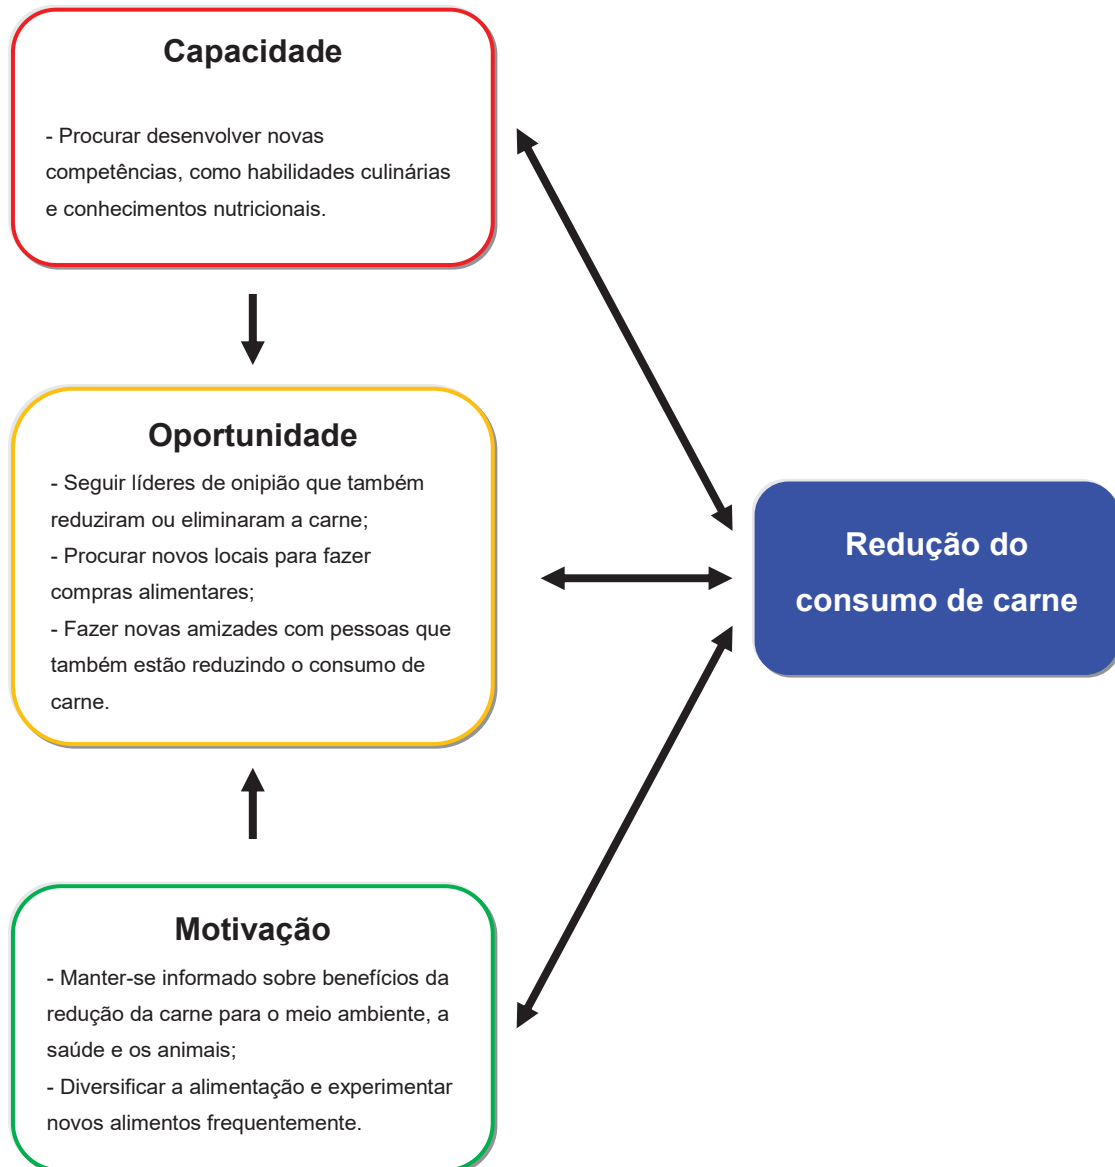 Capacidade
- Procurar desenvolver novas
competências, como habilidades culinárias
e conhecimentos nutricionais.
Oportunidade
- Seguir líderes de onipião que também
reduziram ou eliminaram a carne;
- Procurar novos locais para fazer
compras alimentares;
- Fazer novas amizades com pessoas que
também estão reduzindo o consumo de
carne.
Redução do
consumo de carne
Motivação
- Manter-se informado sobre benefícios da
redução da carne para o meio ambiente, a
saúde e os animais;
- Diversificar a alimentação e experimentar
novos alimentos frequentemente.